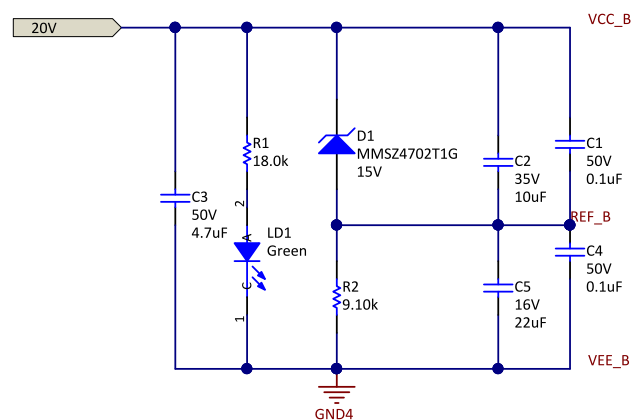 20V
VCC_B
R1
18.0k
D1
MMSZ4702T1G
15V
C1
50V
0.1uF
C2
35V
10uF
C3
50V
4.7uF
2
A
LD1
Green
C
1
REF_B
C4
50V
0.1uF
R2
9.10k
C5
16V
22uF
VEE_B
GND4